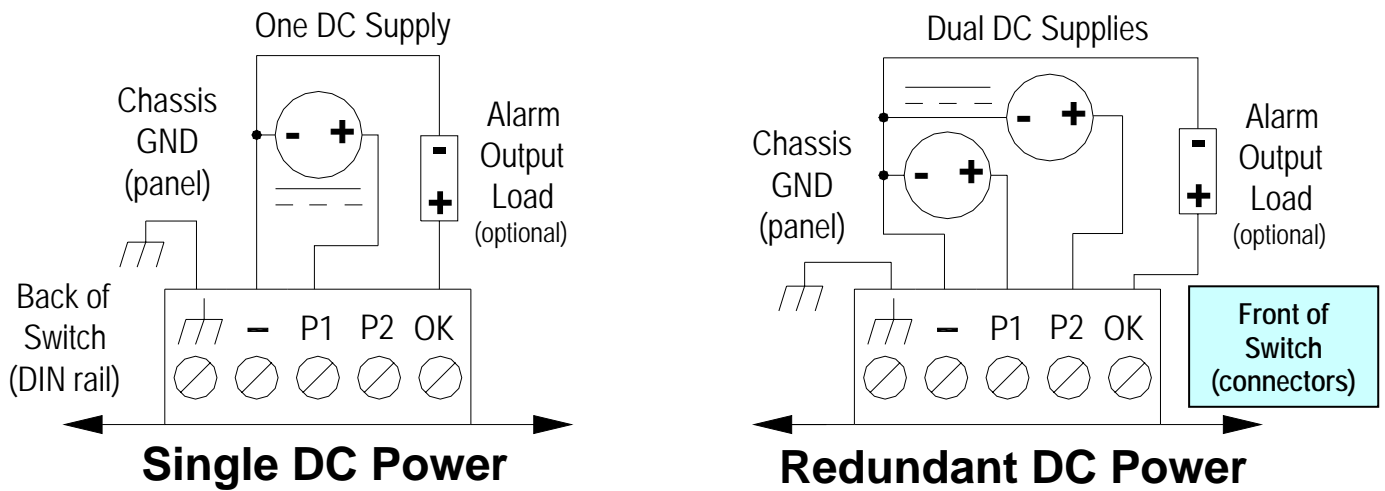 One DC Supply
Chassis
GND
(panel)
- +
-
+
Alarm
Output
Load
(optional)
Back of
Switch
(DIN rail)
– P1 P2 OK
Single DC Power
Dual DC Supplies
Chassis
GND
(panel)
- +
- +
-
+
Alarm
Output
Load
(optional)
– P1 P2 OK
Front of
Switch
(connectors)
Redundant DC Power